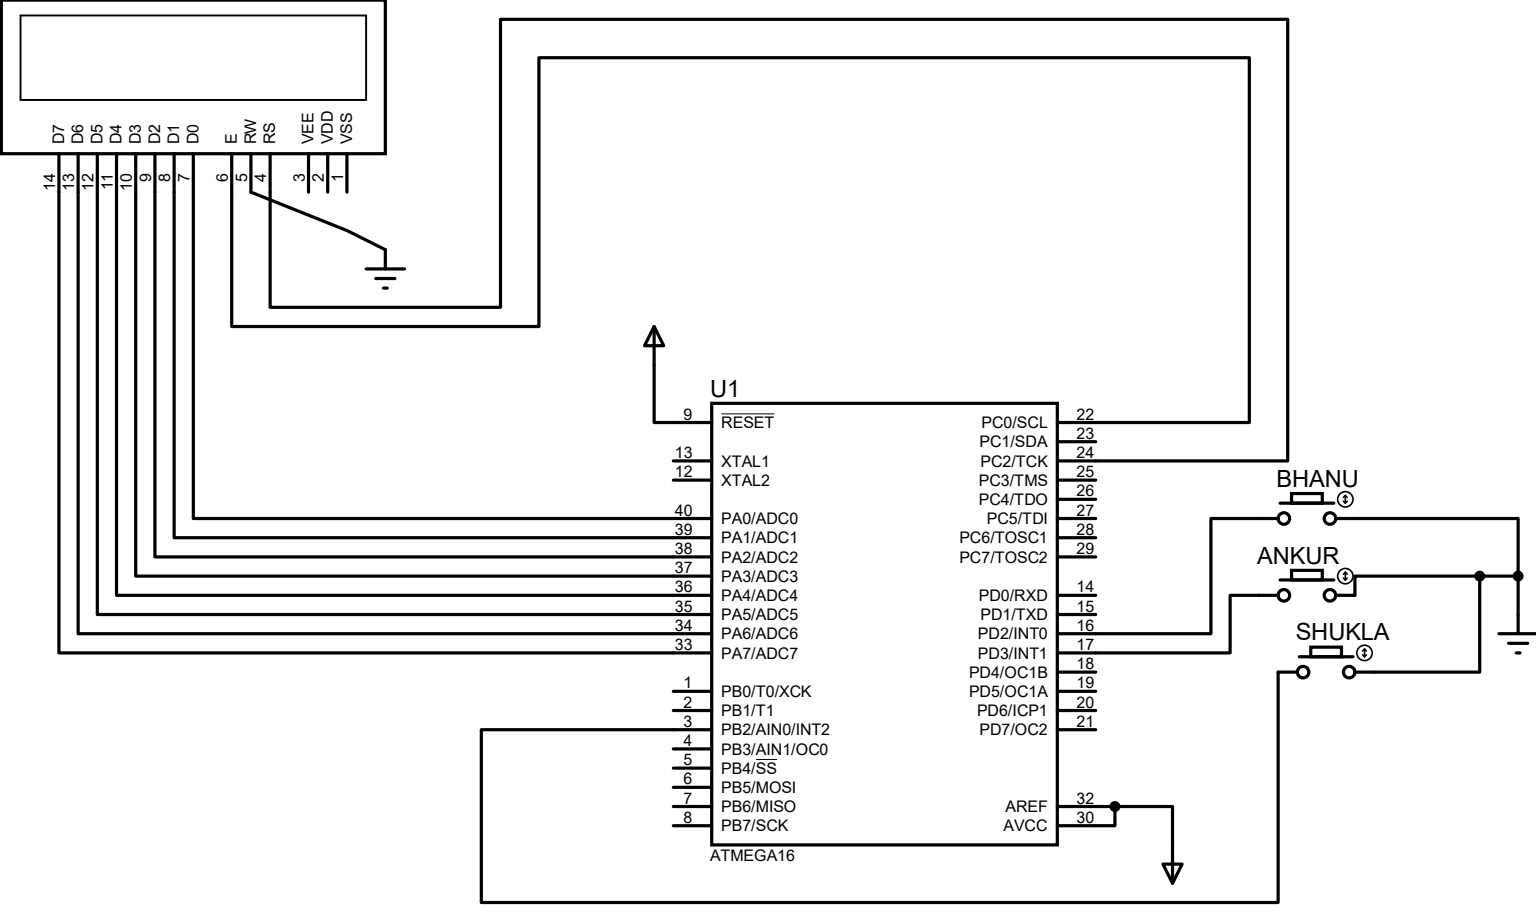 D7 D6 D5 D4 D3 D2 D1 D0 E RW RS VEE VDD VSS
14 13 12 11 10 9 8 7 6 5 4 3 2 1
U1
9 RESET
13 XTAL1
12 XTAL2
40 PA0/ADC0
39 PA1/ADC1
38 PA2/ADC2
37 PA3/ADC3
36 PA4/ADC4
35 PA5/ADC5
34 PA6/ADC6
33 PA7/ADC7
1 PB0/T0/XCK
2 PB1/T1
3 PB2/AIN0/INT2
4 PB3/AIN1/OC0
5 PB4/SS
6 PB5/MOSI
7 PB6/MISO
8 PB7/SCK
PC0/SCL 22
PC1/SDA 23
PC2/TCK 24
PC3/TMS 25
PC4/TDO 26
PC5/TDI 27
PC6/TOSC1 28
PC7/TOSC2 29
PD0/RXD 14
PD1/TXD 15
PD2/INT0 16
PD3/INT1 17
PD4/OC1B 18
PD5/OC1A 19
PD6/ICP1 20
PD7/OC2 21
AREF 32
AVCC 30
ATMEGA16
BHANU
ANKUR
SHUKLA